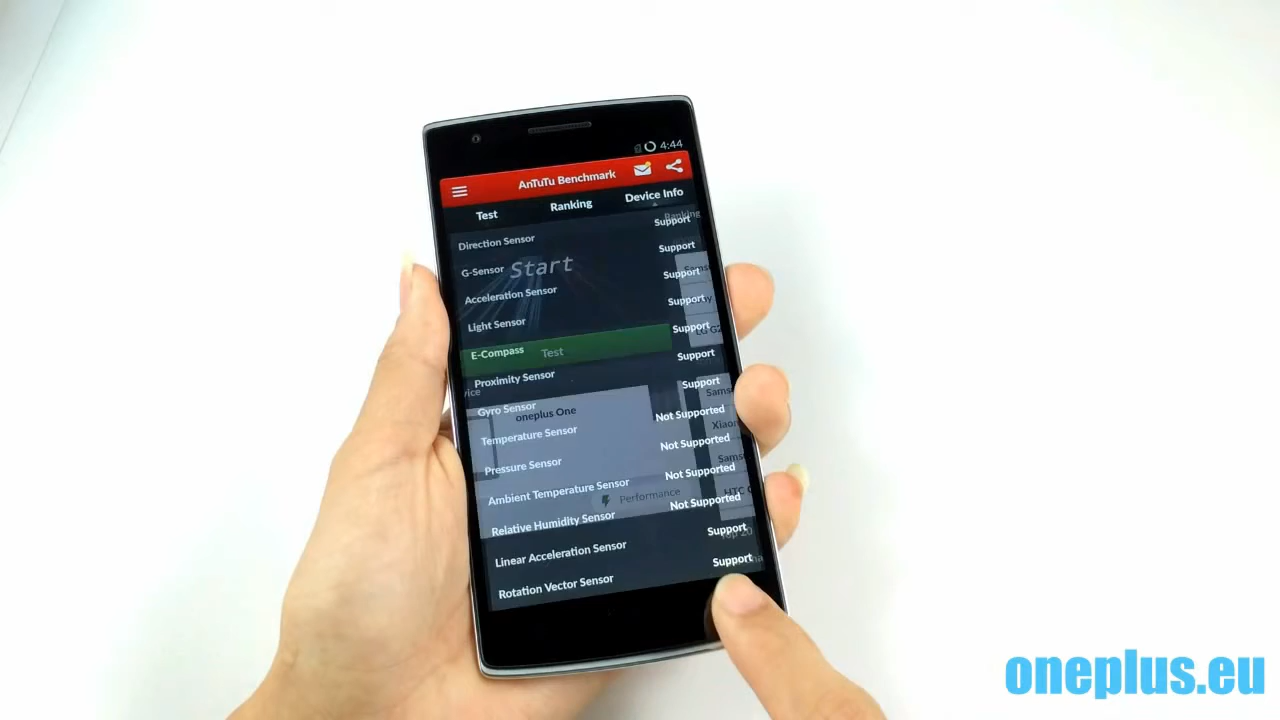 4:44
AnTuTu Benchmark
Test Ranking Device Info
Ranking
Direction Sensor Support
G-Sensor Support
Start
Acceleration Sensor Support
Light Sensor Support
E-Compass Support
Test
Proximity Sensor Support
Gyro Sensor Support
oneplus One
Temperature Sensor Not Supported
Pressure Sensor Not Supported
Ambient Temperature Sensor Not Supported
Performance
Relative Humidity Sensor Not Supported
Linear Acceleration Sensor Support
Top 20
Rotation Vector Sensor Support
oneplus.eu